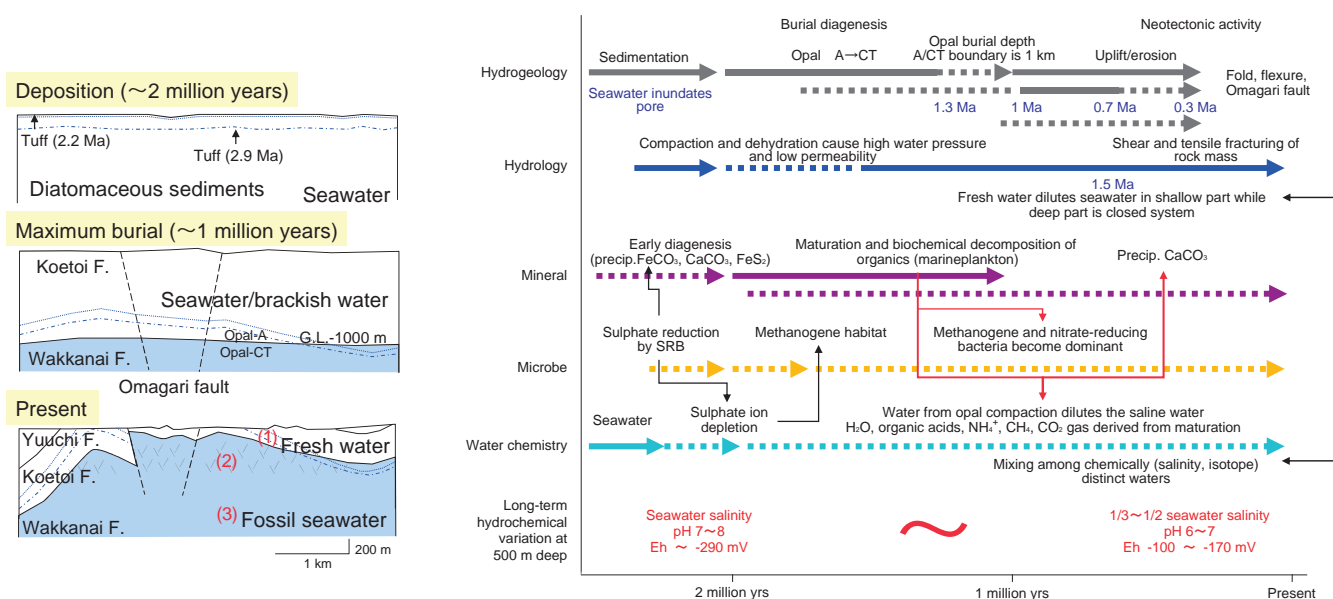 Deposition (～2 million years)
Tuff (2.2 Ma)
Tuff (2.9 Ma)
Diatomaceous sediments
Seawater
Maximum burial (～1 million years)
Koetoi F.
Seawater/brackish water
Opal-A
G.L.-1000 m
Opal-CT
Wakkanai F.
Omagari fault
Present
Yuuchi F.
(1)
Fresh water
(2)
Koetoi F.
(3)
Fossil seawater
Wakkanai F.
200 m
1 km
Burial diagenesis
Neotectonic activity
Sedimentation
Opal A→CT
Opal burial depth
A/CT boundary is 1 km
Uplift/erosion
Hydrogeology
Seawater inundates
pore
Fold, flexure,
Omagari fault
1.3 Ma
1 Ma
0.7 Ma
0.3 Ma
Compaction and dehydration cause high water pressure
and low permeability
Shear and tensile fracturing of
rock mass
Hydrology
1.5 Ma
Fresh water dilutes seawater in shallow part while
deep part is closed system
Early diagenesis
(precip.FeCO₃, CaCO₃, FeS₂)
Maturation and biochemical decomposition of
organics (marineplankton)
Precip. CaCO₃
Mineral
Sulphate reduction
by SRB
Methanogene habitat
Methanogene and nitrate-reducing
bacteria become dominant
Microbe
Seawater
Sulphate ion
depletion
Water from opal compaction dilutes the saline water
H₂O, organic acids, NH₄⁺, CH₄, CO₂ gas derived from maturation
Water chemistry
Mixing among chemically (salinity, isotope)
distinct waters
Long-term
hydrochemical
variation at
500 m deep
Seawater salinity
pH 7～8
Eh ～ -290 mV
1/3～1/2 seawater salinity
pH 6～7
Eh -100 ～ -170 mV
2 million yrs
1 million yrs
Present